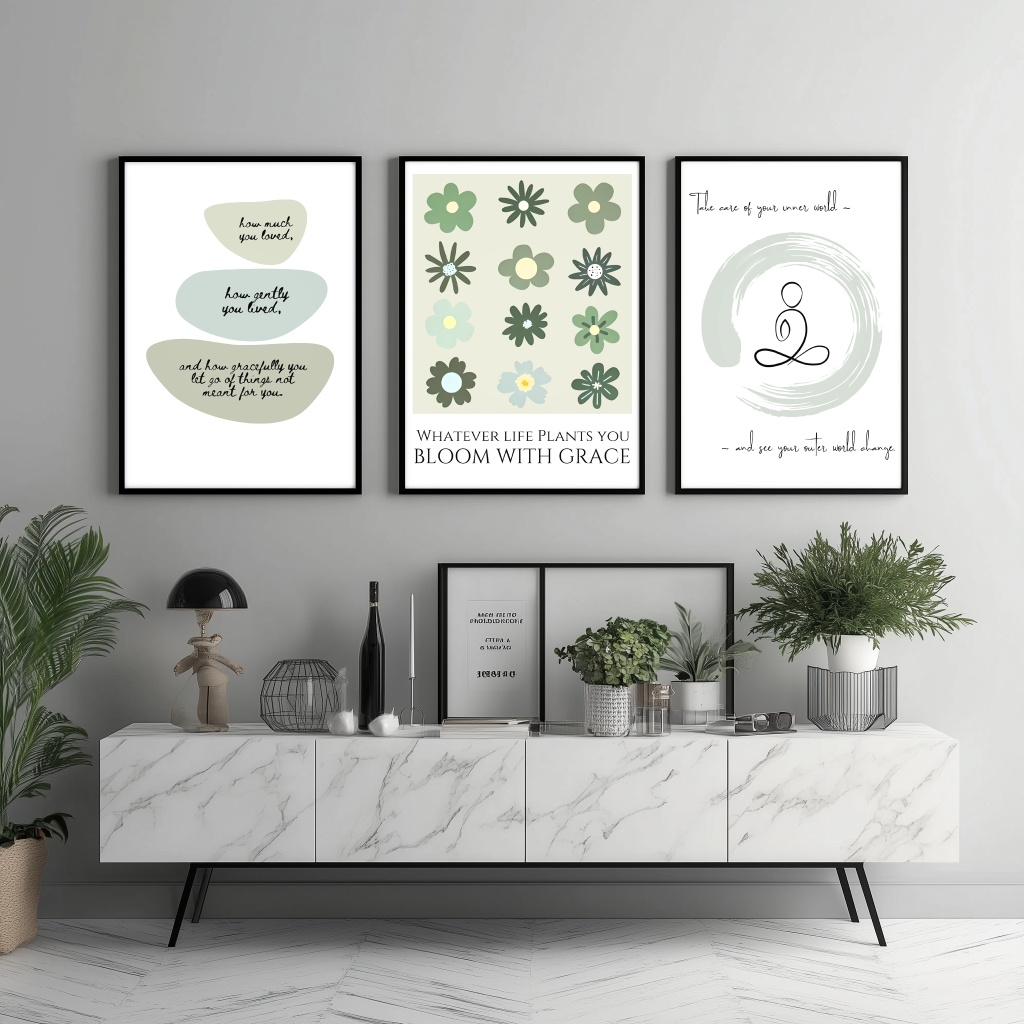 how much
you loved,
how gently
you lived,
and how gracefully you
let go of things not
meant for you.
WHATEVER LIFE PLANTS YOU
BLOOM WITH GRACE
Take care of your inner world ~
~ and see your outer world change.